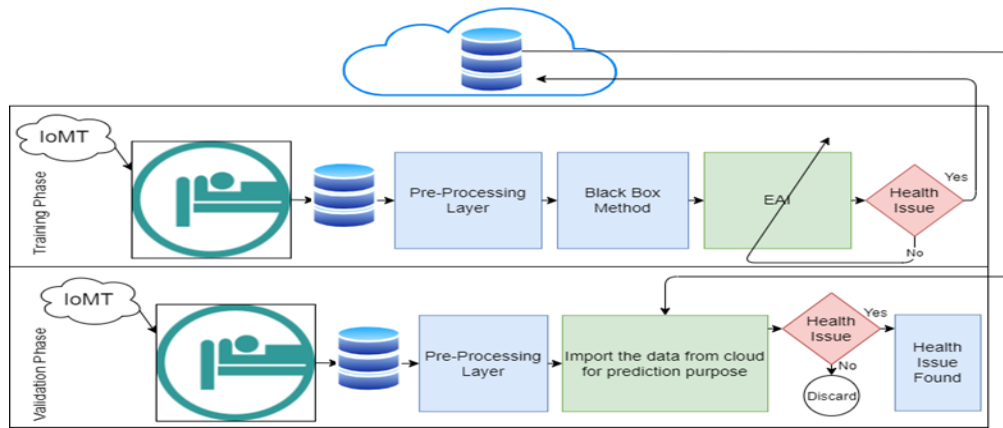 IoMT
Training Phase
Pre-Processing
Layer
Black Box
Method
EAI
Health
Issue
Yes
No
IoMT
Validation Phase
Pre-Processing
Layer
Import the data from cloud
for prediction purpose
Health
Issue
Yes
No
Discard
Health
Issue
Found